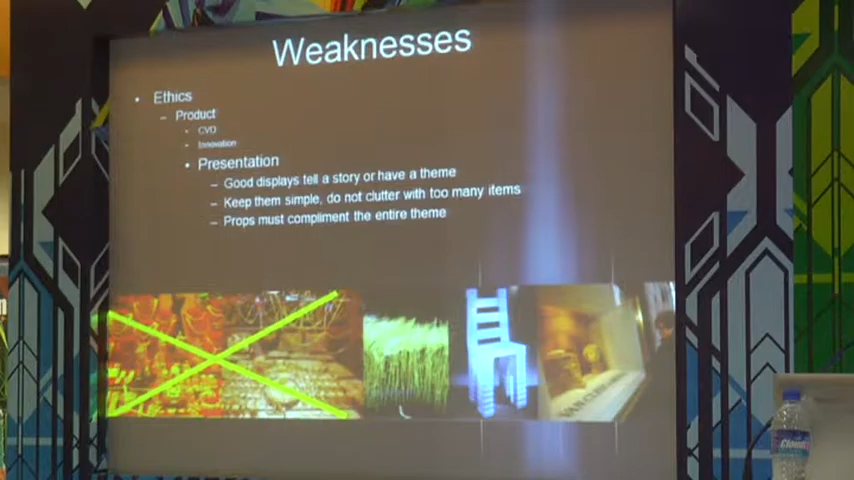 Weaknesses
• Ethics
– Product
• CVD
• Innovation
• Presentation
– Good displays tell a story or have a theme
– Keep them simple, do not clutter with too many items
– Props must compliment the entire theme